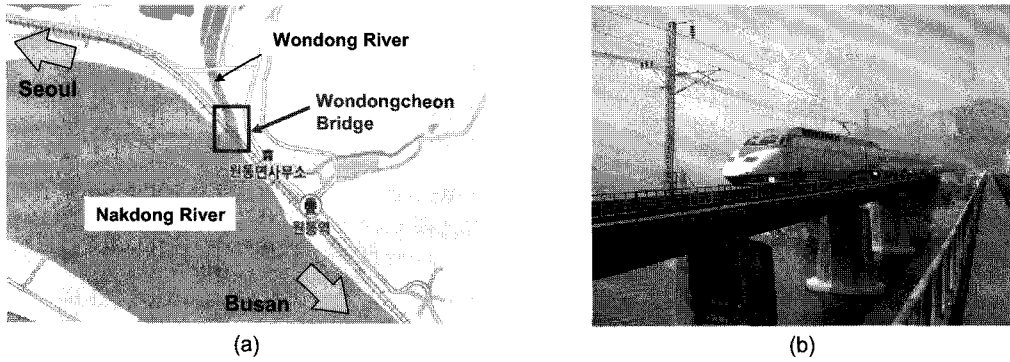 Wondong River
Seoul
Wondongcheon
Bridge
원동면사무소
Nakdong River
원동역
Busan
(a)
(b)